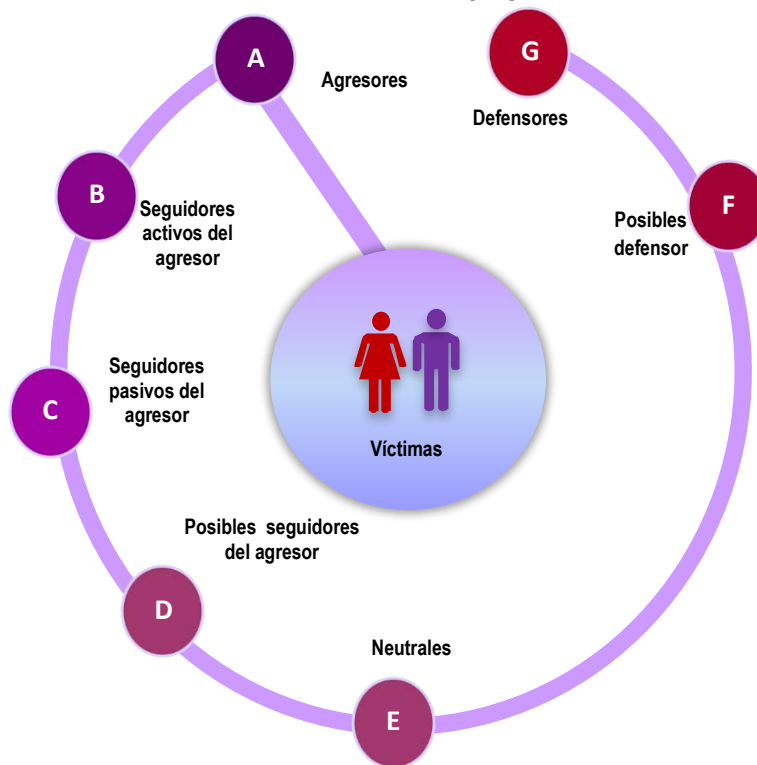 A
Agresores
G
Defensores
B
Seguidores
activos del
agresor
F
Posibles
defensor
C
Seguidores
pasivos del
agresor
Víctimas
Posibles seguidores
del agresor
D
Neutrales
E